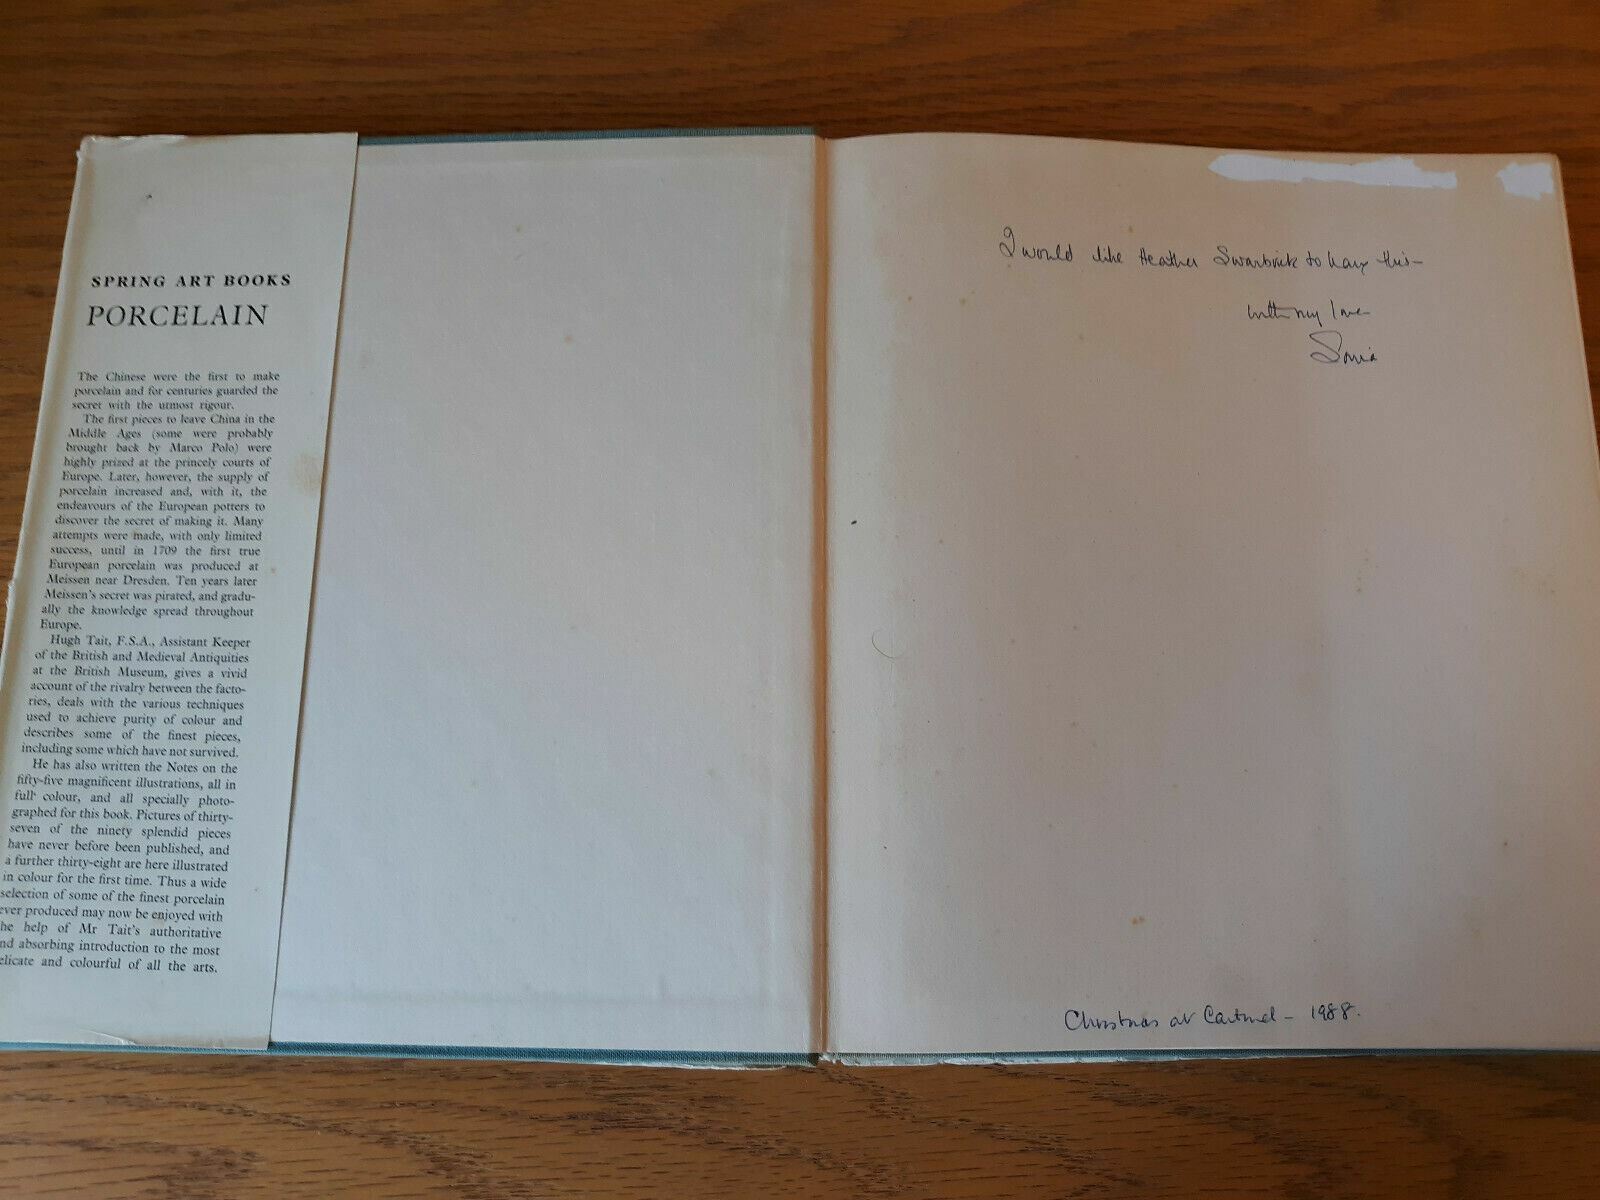 SPRING ART BOOKS
PORCELAIN
The Chinese were the first to make
porcelain and for centuries guarded the
secret with the utmost rigour.
The first pieces to leave China in the
Middle Ages (some were probably
brought back by Marco Polo) were
highly prized at the princely courts of
Europe. Later, however, the supply of
porcelain increased and, with it, the
endeavours of the European potters to
discover the secret of making it. Many
attempts were made, with only limited
success, until in 1709 the first true
European porcelain was produced at
Meissen near Dresden. Ten years later
Meissen's secret was pirated, and gradu-
ally the knowledge spread throughout
Europe.
Hugh Tait, F.S.A., Assistant Keeper
of the British and Medieval Antiquities
at the British Museum, gives a vivid
account of the rivalry between the facto-
ries, deals with the various techniques
used to achieve purity of colour and
describes some of the finest pieces,
including some which have not survived.
He has also written the Notes on the
fifty-five magnificent illustrations, all in
full colour, and all specially photo-
graphed for this book. Pictures of thirty-
seven of the ninety splendid pieces
have never before been published, and
a further thirty-eight are here illustrated
in colour for the first time. Thus a wide
selection of some of the finest porcelain
ever produced may now be enjoyed with
he help of Mr Tait's authoritative
nd absorbing introduction to the most
elicate and colourful of all the arts.
I would like Heather Swarbrick to have this-
with my love
Sonia
Christmas at Cartmel - 1988.